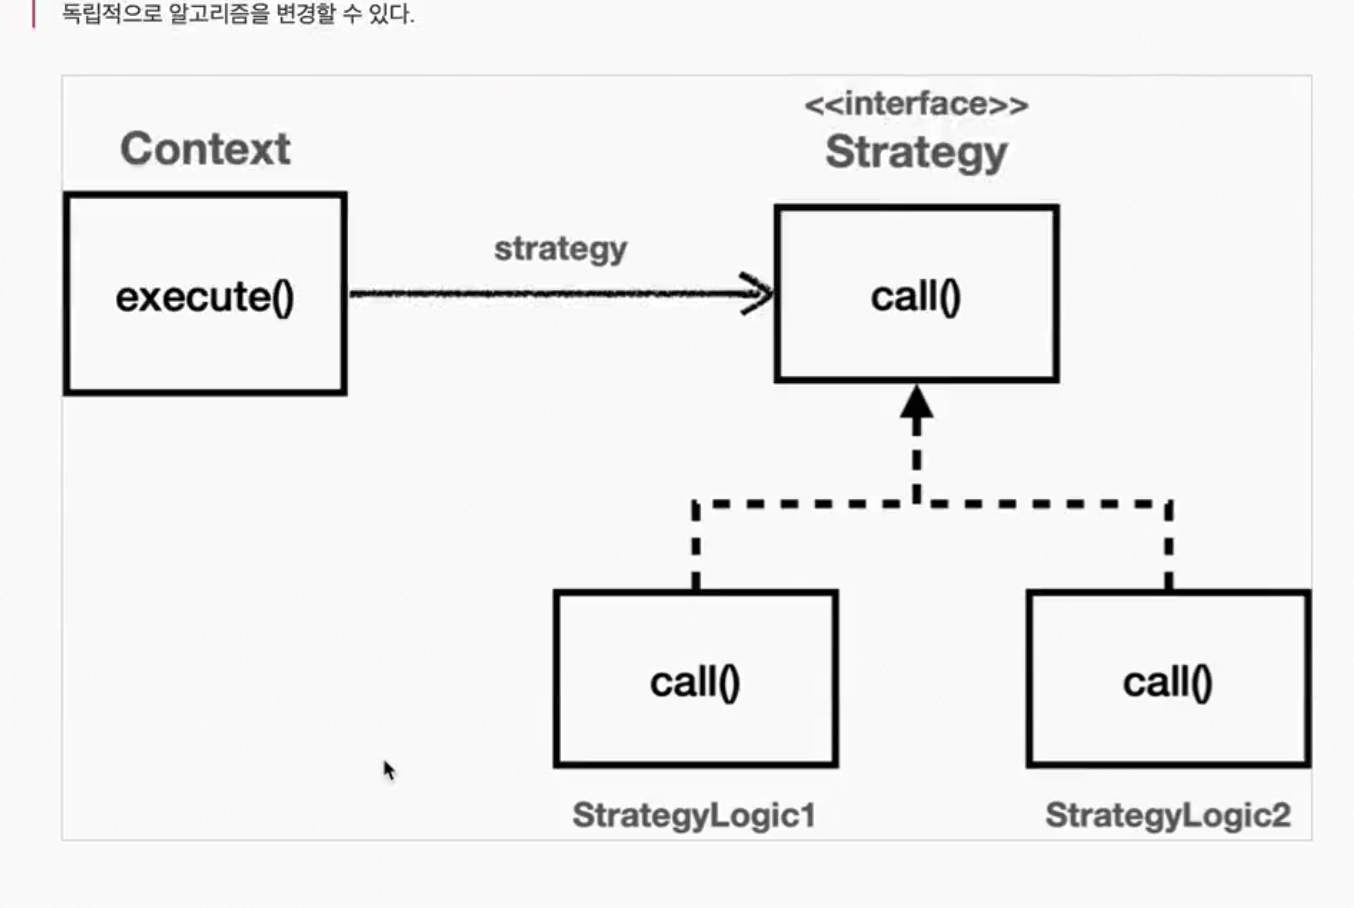 독립적으로 알고리즘을 변경할 수 있다.
<<interface>>
Context
Strategy
strategy
execute()
call()
call()
call()
StrategyLogic1
StrategyLogic2